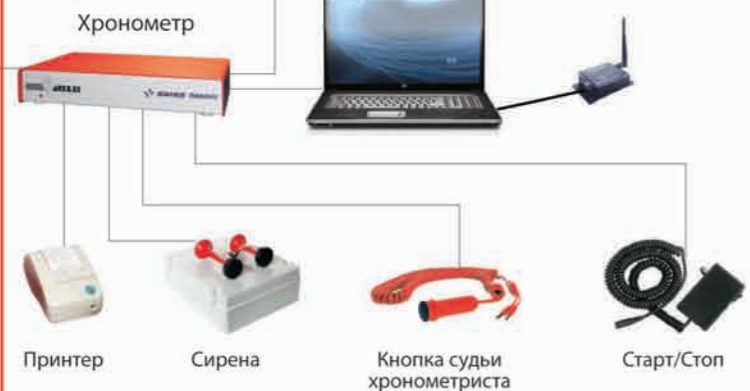 Хронометр
Принтер
Сирена
Кнопка судьи
хронометриста
Старт/Стоп